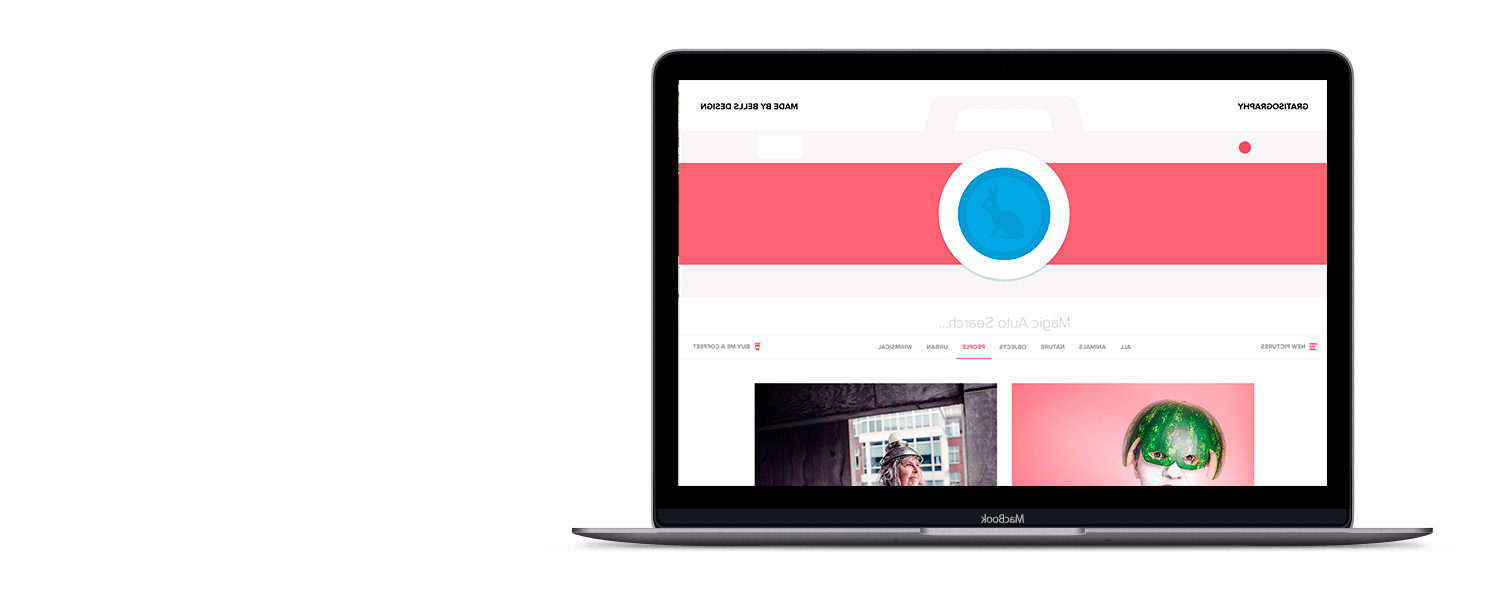 GRATISOGRAPHY
MADE BY BELLS DESIGN
Magic Auto Search...
NEW PICTURES
ALL ANIMALS NATURE OBJECTS PEOPLE URBAN WHIMSICAL
BUY ME A COFFEE?
MacBook